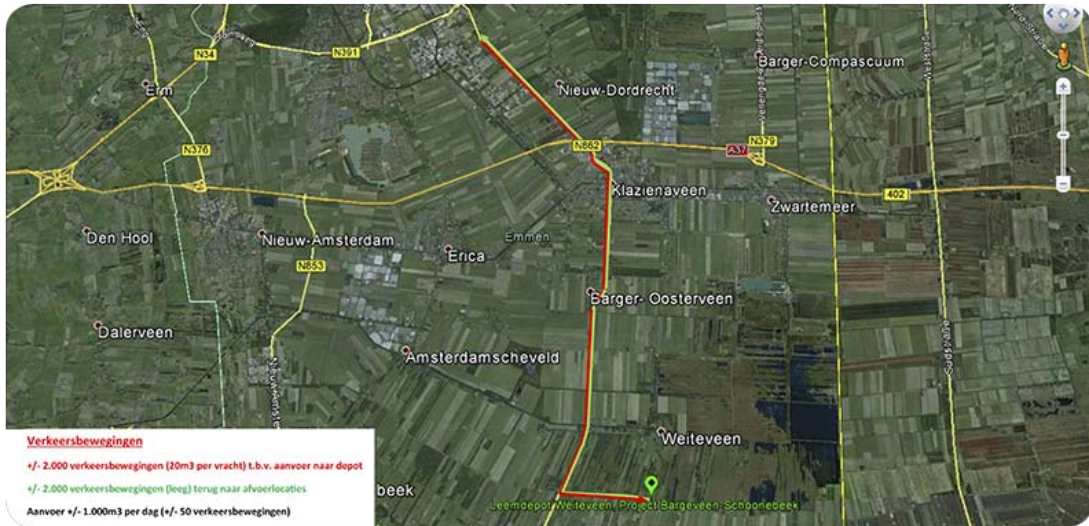 N34
N391
Erm
Nieuw-Dordrecht
Barger-Compascuum
N376
N862
A37
N379
Klazienaveen
402
Zwartemeer
Den Hool
Nieuw-Amsterdam
Emmen
Erica
N853
Barger- Oosterveen
Dalerveen
Amsterdamscheveld
Südstraße
Weiteveen
beek
Leemdepot Weiteveen, Project Bargeveen-Schoonebeek
Verkeersbewegingen
+/- 2.000 verkeersbewegingen (20m3 per vracht) t.b.v. aanvoer naar depot
+/- 2.000 verkeersbewegingen (leeg) terug naar afvoerlocaties
Aanvoer +/- 1.000m3 per dag (+/- 50 verkeersbewegingen)